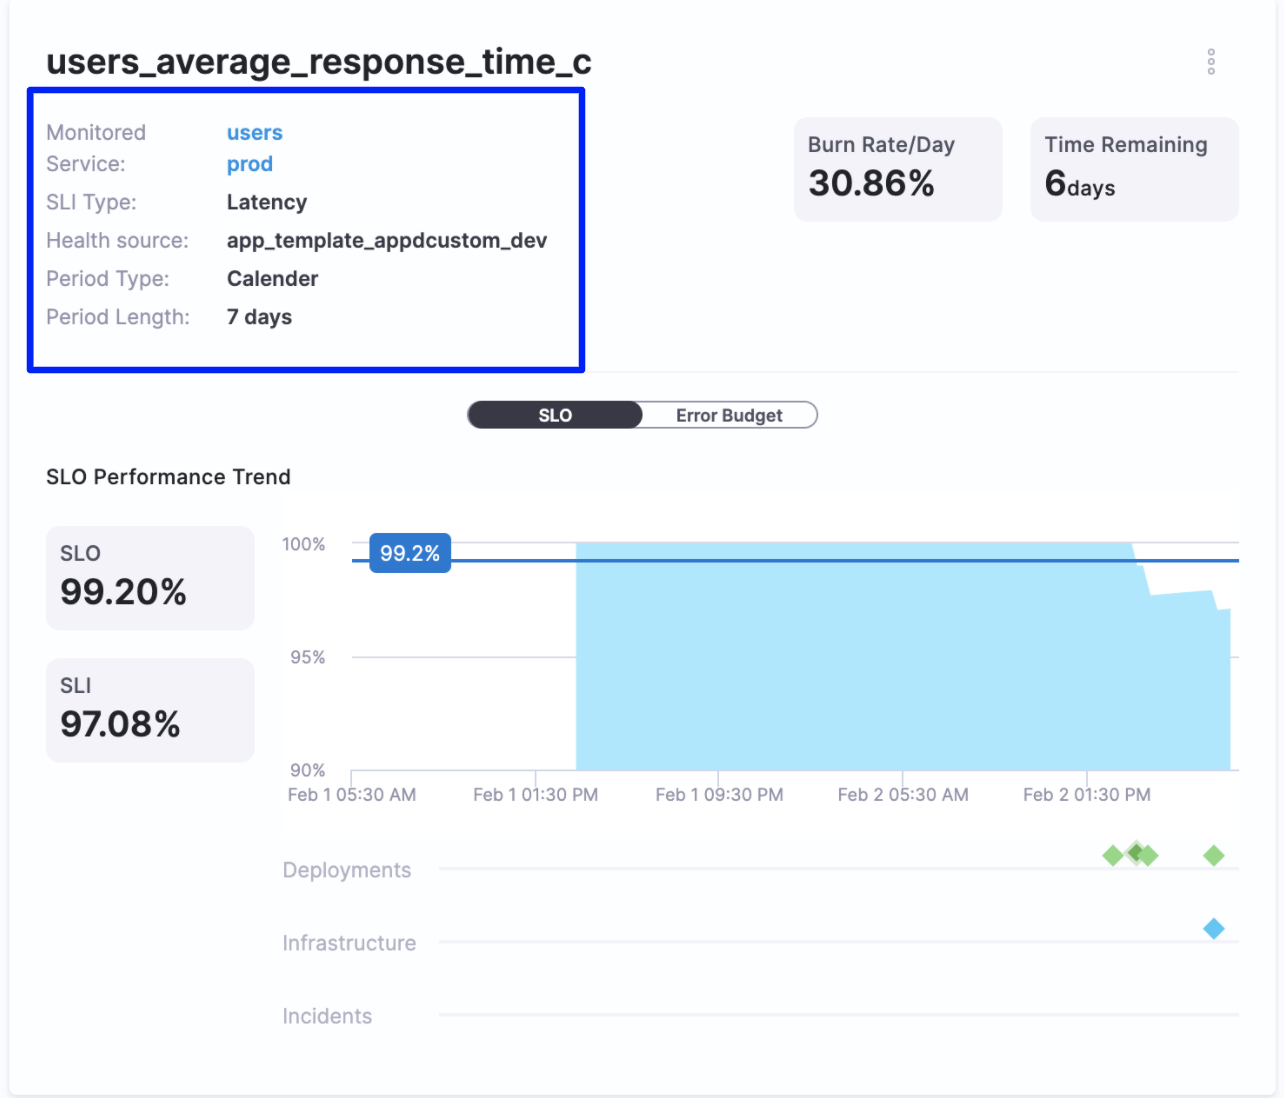 users_average_response_time_c
Monitored Service:
users
prod
SLI Type: Latency
Health source: app_template_appdcustom_dev
Period Type: Calender
Period Length: 7 days
Burn Rate/Day
30.86%
Time Remaining
6days
SLO Error Budget
SLO Performance Trend
SLO
99.20%
SLI
97.08%
100%
99.2%
95%
90%
Feb 1 05:30 AM Feb 1 01:30 PM Feb 1 09:30 PM Feb 2 05:30 AM Feb 2 01:30 PM
Deployments
Infrastructure
Incidents